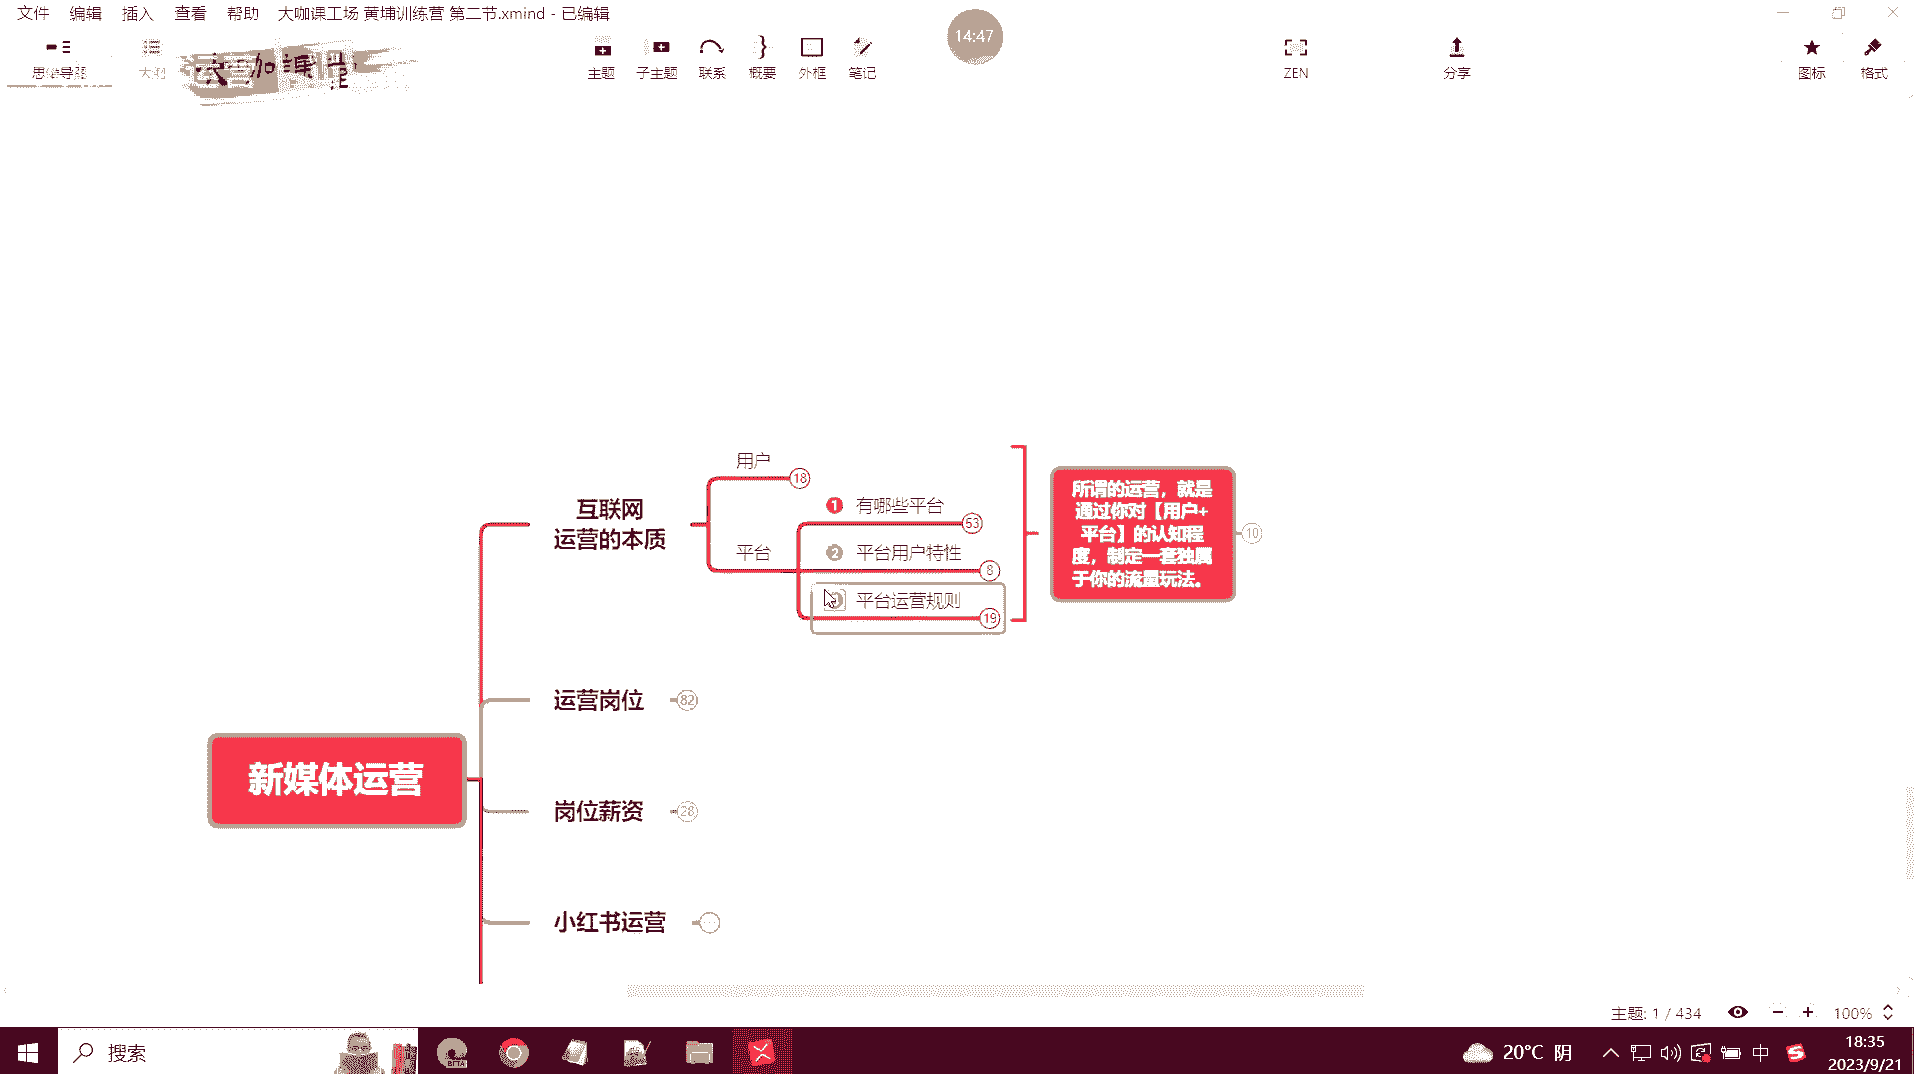 文件 编辑 插入 查看 帮助 大咖课工场 黄埔训练营 第二节.xmind - 已编辑
14:47
思维导图 大纲
主题 子主题 联系 概要 外框 笔记 ZEN 分享 图标 格式
用户 18
互联网
运营的本质
1 有哪些平台 53
平台
2 平台用户特性 8
平台运营规则 19
所谓的运营，就是
通过你对【用户+
平台】的认知程
度，制定一套独属
于你的流量玩法。
10
运营岗位 82
新媒体运营
岗位薪资 28
小红书运营
主题: 1 / 434 100%
搜索
BETA
20°C 阴
中
18:35
2023/9/21